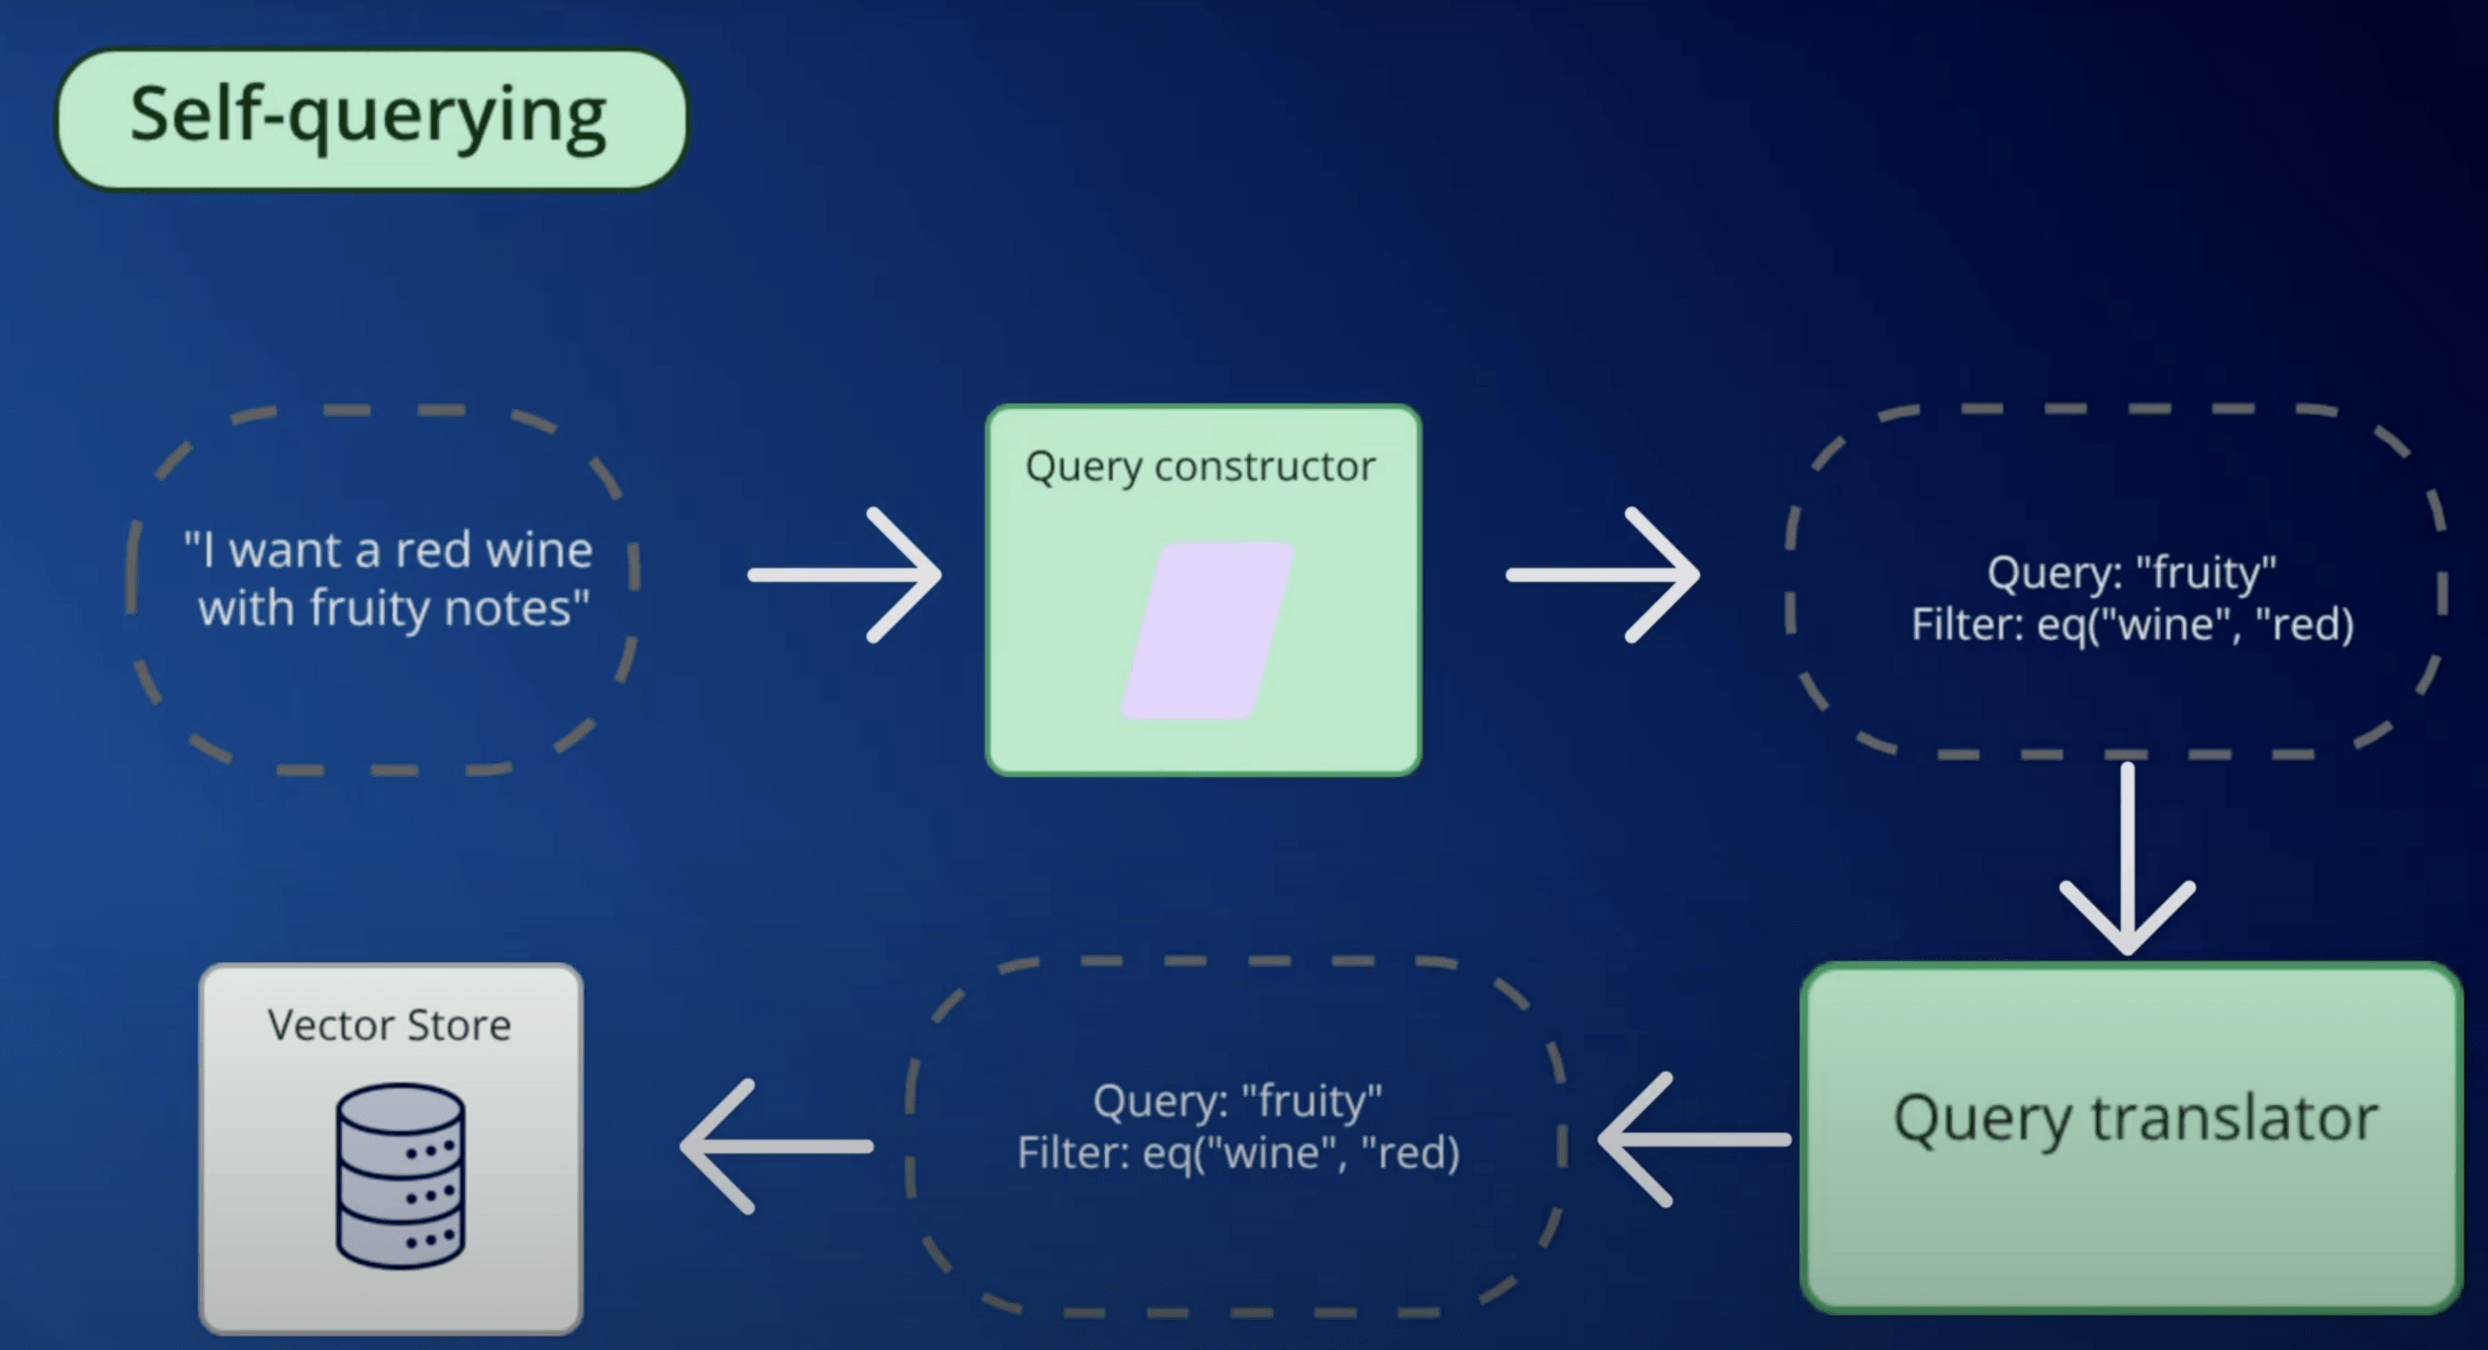 Self-querying
"I want a red wine
with fruity notes"
Query constructor
Query: "fruity"
Filter: eq("wine", "red)
Query translator
Query: "fruity"
Filter: eq("wine", "red)
Vector Store